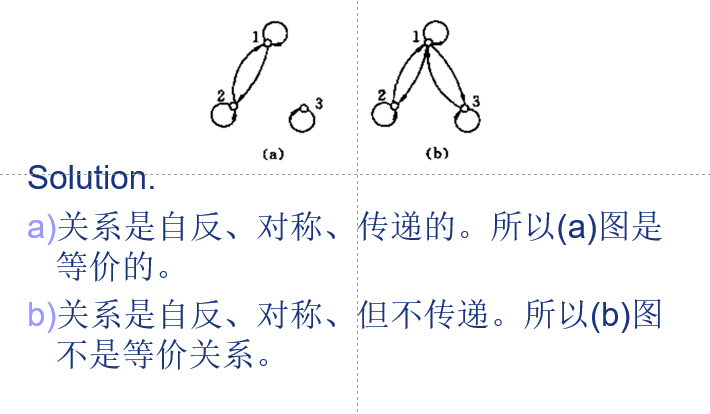 1
1
2
3
2
3
(a)
(b)
Solution.
a)关系是自反、对称、传递的。所以(a)图是
等价的。
b)关系是自反、对称、但不传递。所以(b)图
不是等价关系。